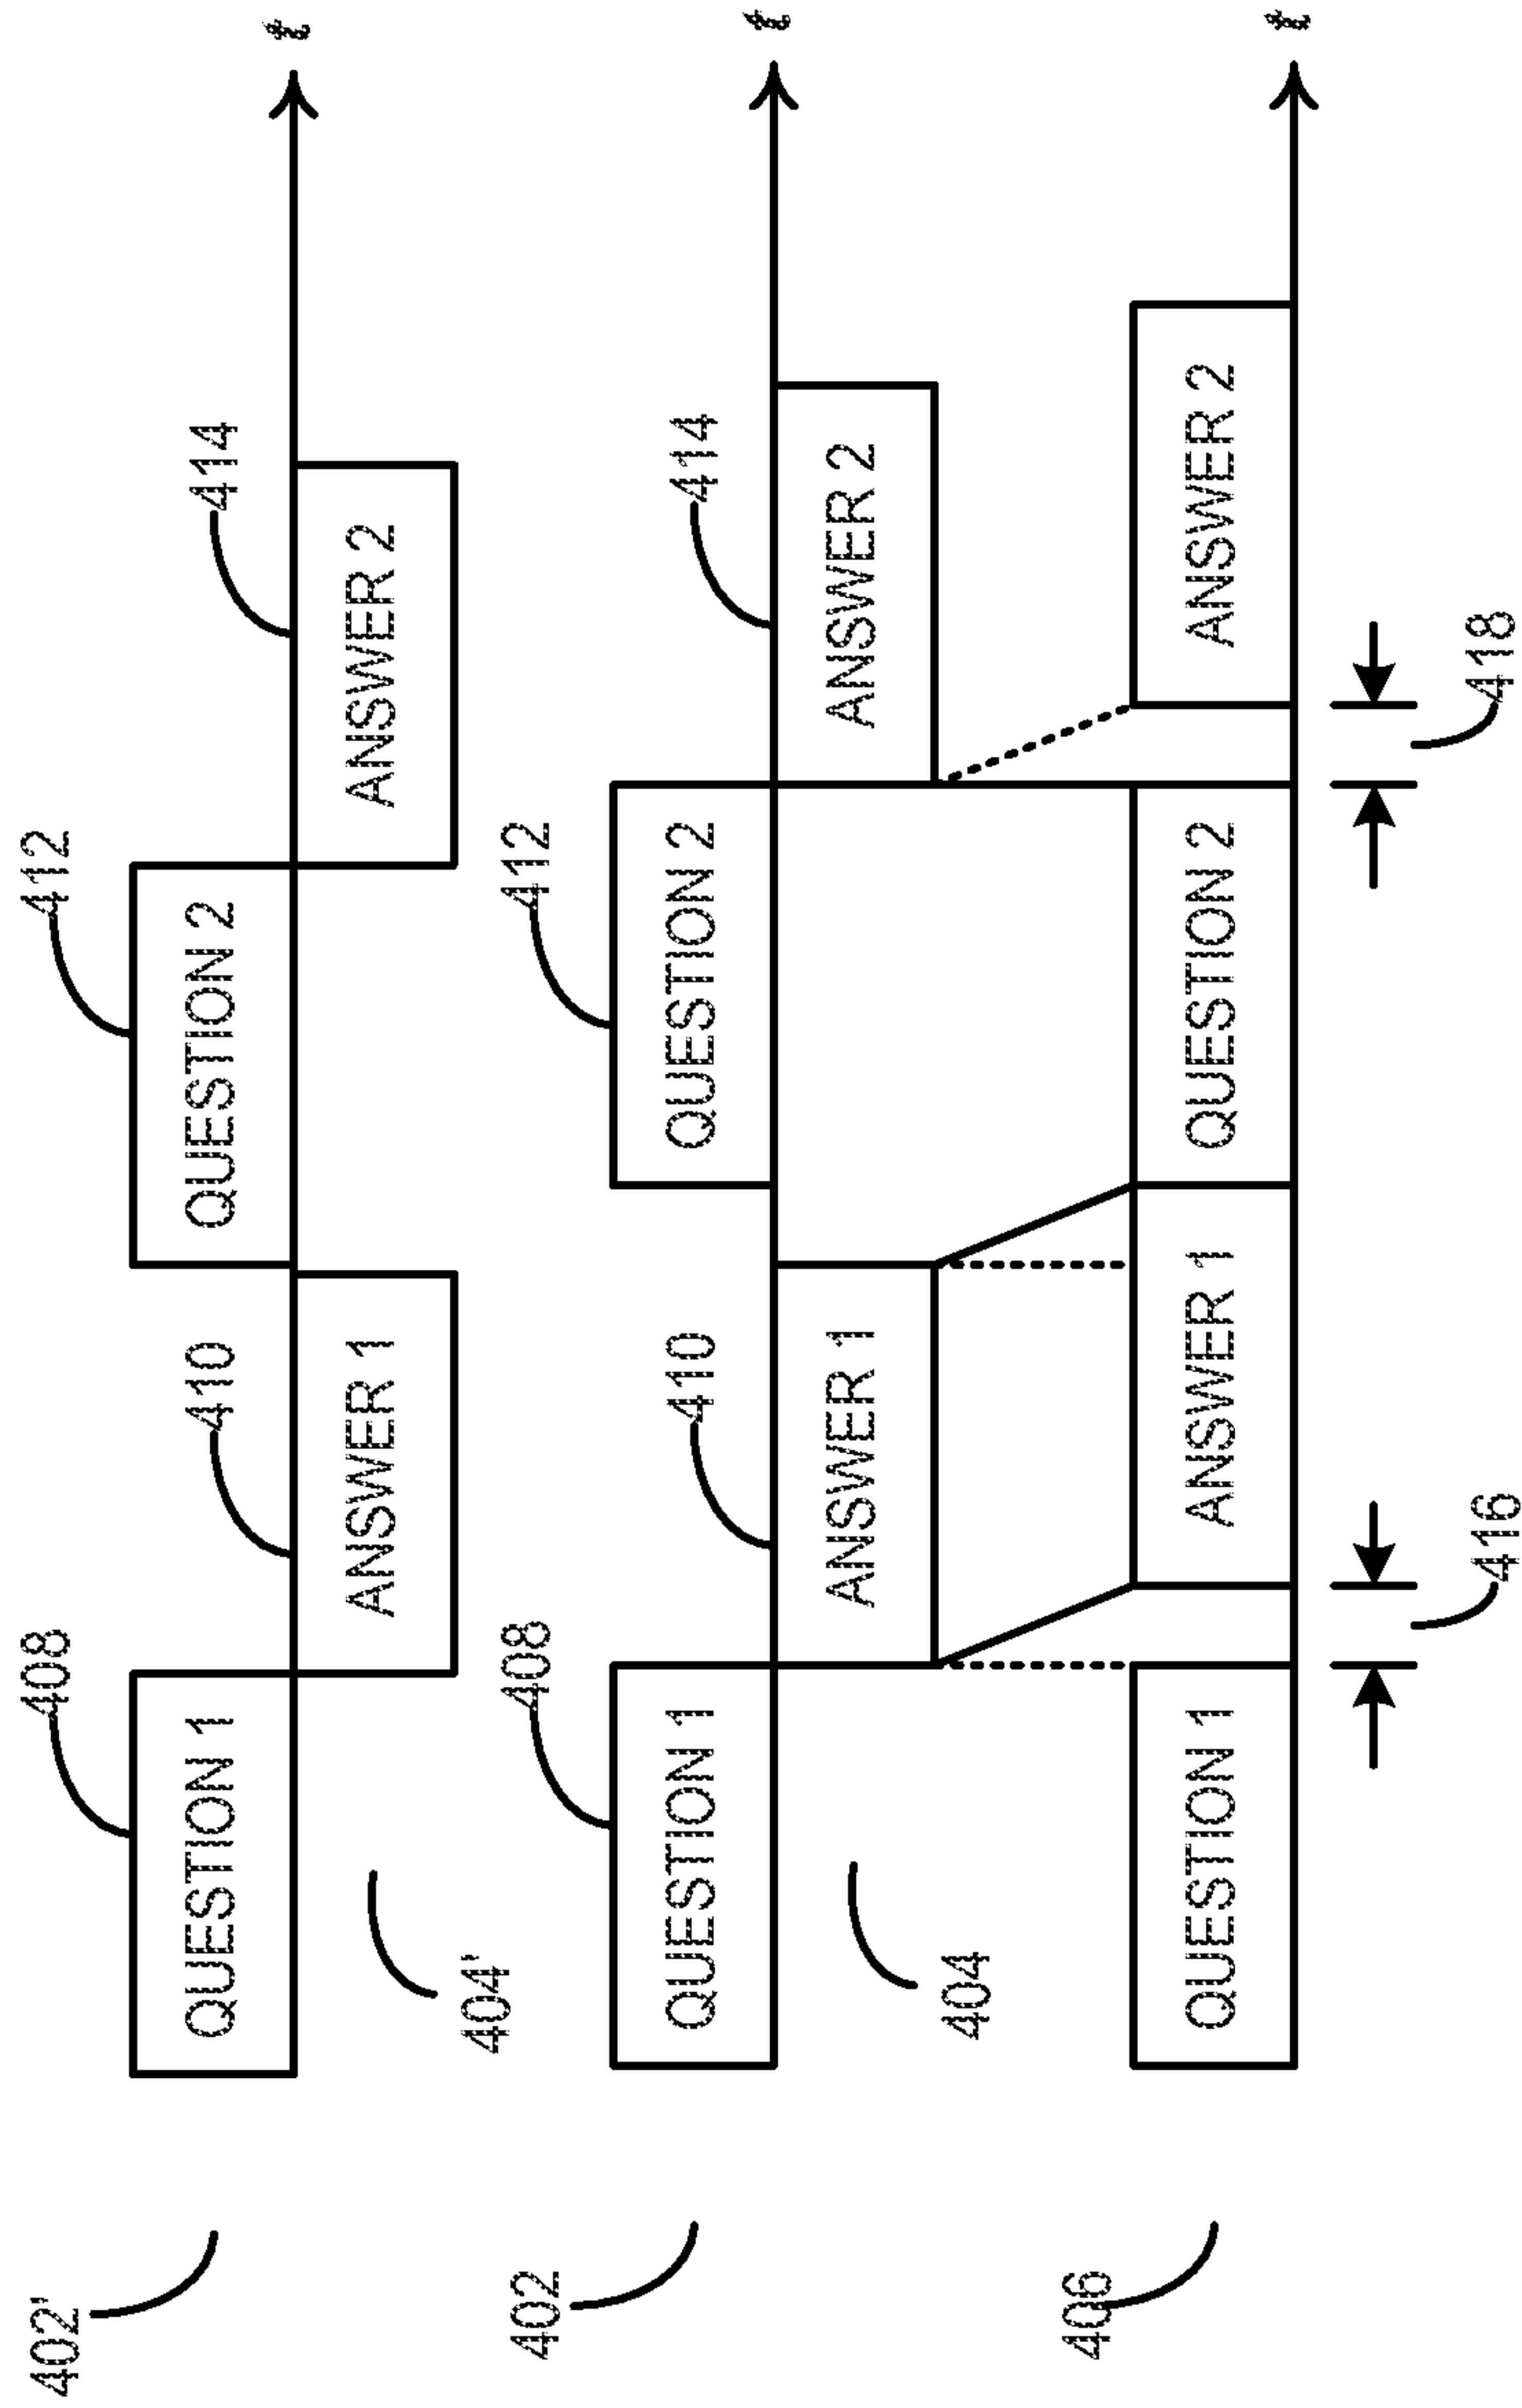 402'
408
412
QUESTION 1
QUESTION 2
410
414
t
404'
ANSWER 1
ANSWER 2
402
408
412
QUESTION 1
QUESTION 2
410
414
t
404
ANSWER 1
ANSWER 2
406
QUESTION 1
ANSWER 1
QUESTION 2
ANSWER 2
t
416
418